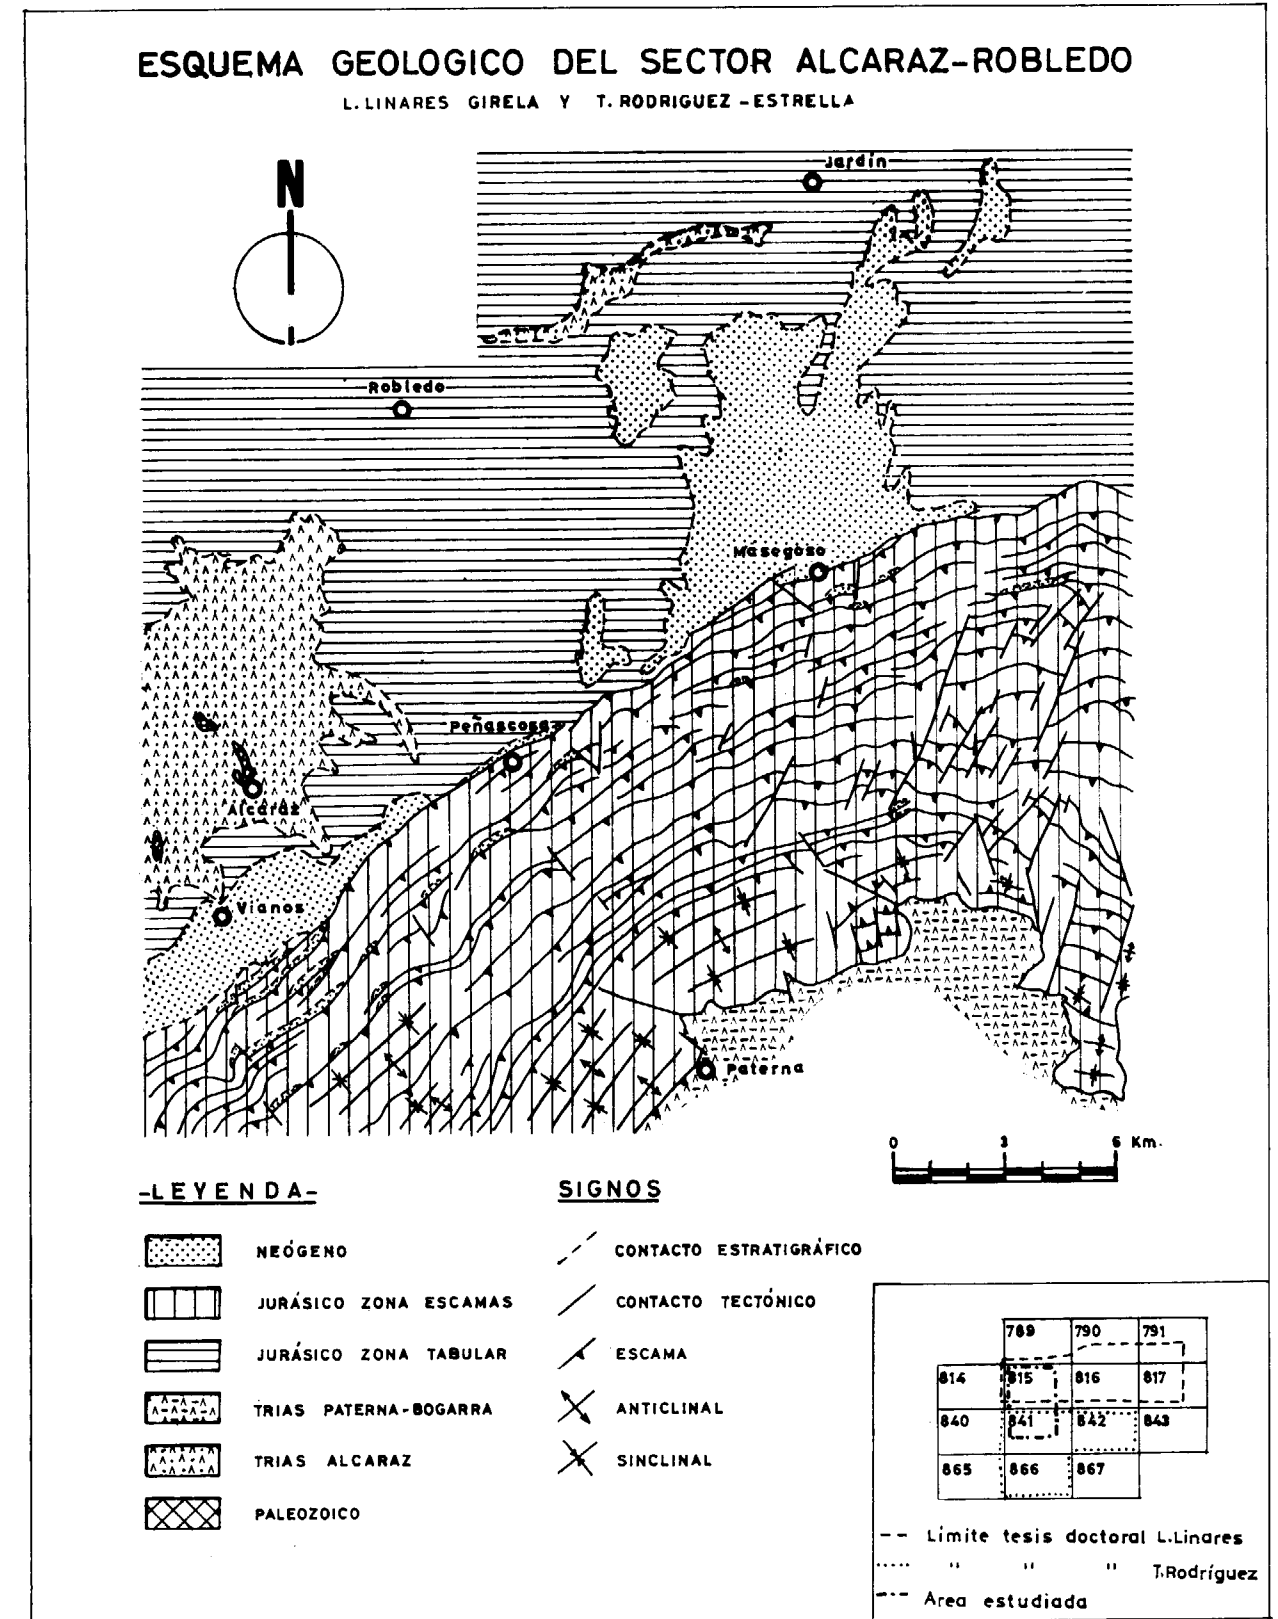 ESQUEMA GEOLOGICO DEL SECTOR ALCARAZ-ROBLEDO
L. LINARES GIRELA Y T. RODRIGUEZ-ESTRELLA
N
Jardín
Robledo
Masegoso
Peñascosa
Alcaraz
Vianos
Paterna
0 3 6 Km.
-LEYENDA-
NEÓGENO
JURÁSICO ZONA ESCAMAS
JURÁSICO ZONA TABULAR
TRIAS PATERNA-BOGARRA
TRIAS ALCARAZ
PALEOZOICO
SIGNOS
CONTACTO ESTRATIGRÁFICO
CONTACTO TECTÓNICO
ESCAMA
ANTICLINAL
SINCLINAL
789 790 791
814 815 816 817
840 841 842 843
865 866 867
Límite tesis doctoral L.Linares
" " " T.Rodríguez
Area estudiada